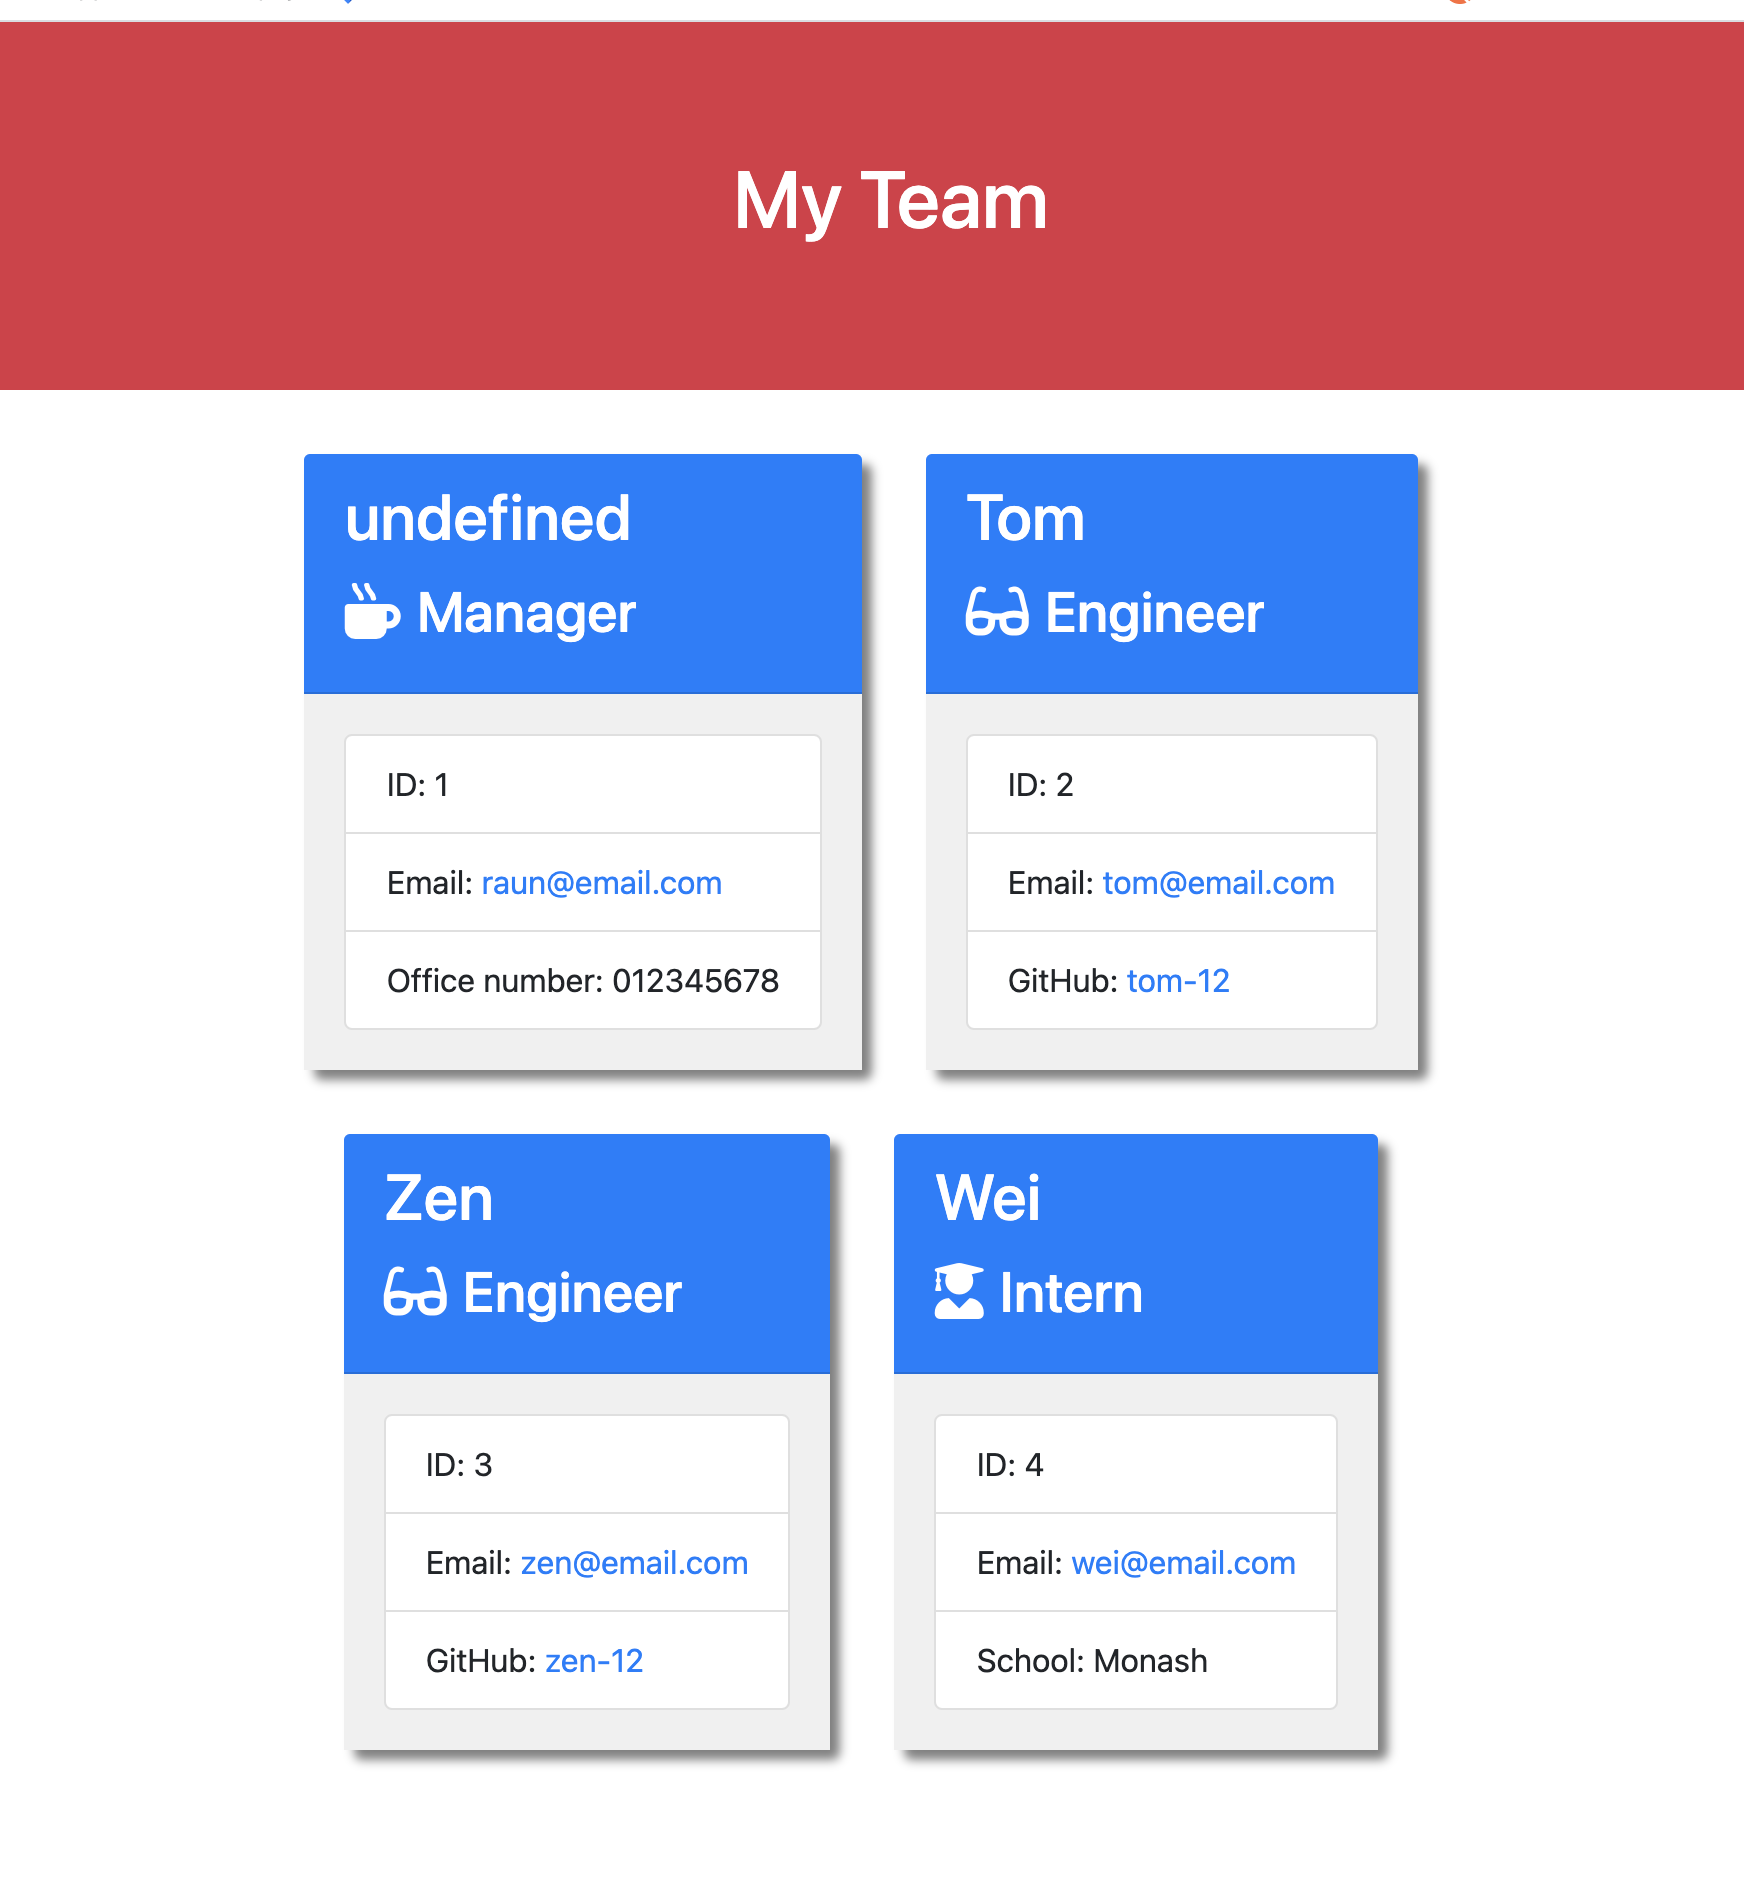 My Team
undefined
Manager
ID: 1
Email: raun@email.com
Office number: 012345678
Tom
Engineer
ID: 2
Email: tom@email.com
GitHub: tom-12
Zen
Engineer
ID: 3
Email: zen@email.com
GitHub: zen-12
Wei
Intern
ID: 4
Email: wei@email.com
School: Monash